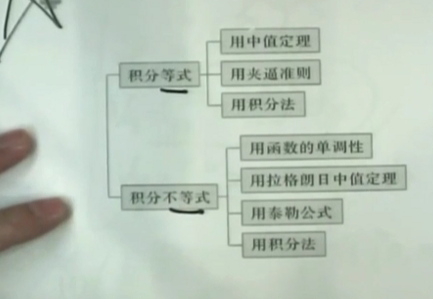 积分等式
用中值定理
用夹逼准则
用积分法
积分不等式
用函数的单调性
用拉格朗日中值定理
用泰勒公式
用积分法